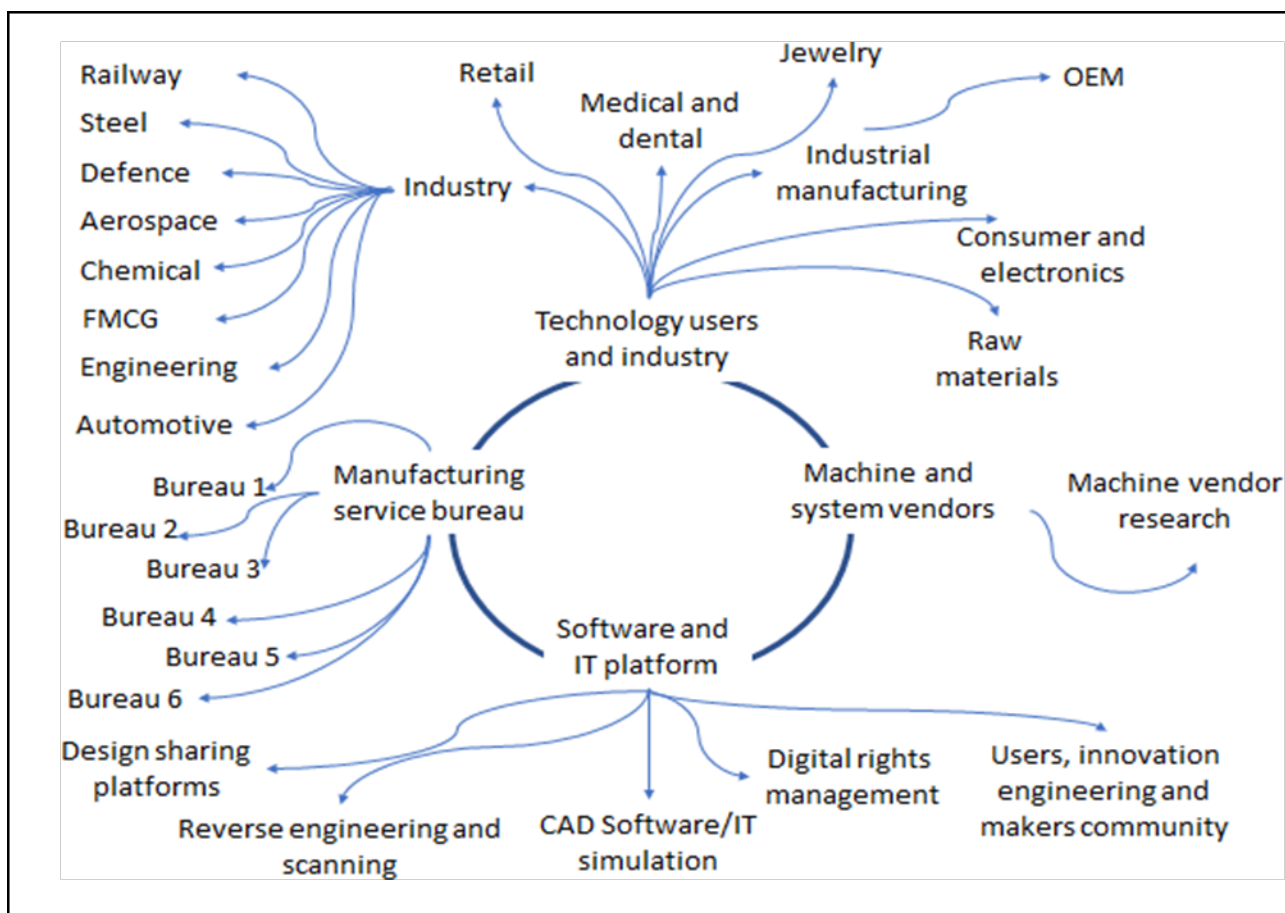 Railway
Steel
Defence
Aerospace
Chemical
FMCG
Engineering
Automotive
Industry
Retail
Medical and
dental
Jewelry
Industrial
manufacturing
OEM
Consumer and
electronics
Raw
materials
Technology users
and industry
Manufacturing
service bureau
Bureau 1
Bureau 2
Bureau 3
Bureau 4
Bureau 5
Bureau 6
Machine and
system vendors
Machine vendor
research
Software and
IT platform
Design sharing
platforms
Reverse engineering and
scanning
CAD Software/IT
simulation
Digital rights
management
Users, innovation
engineering and
makers community